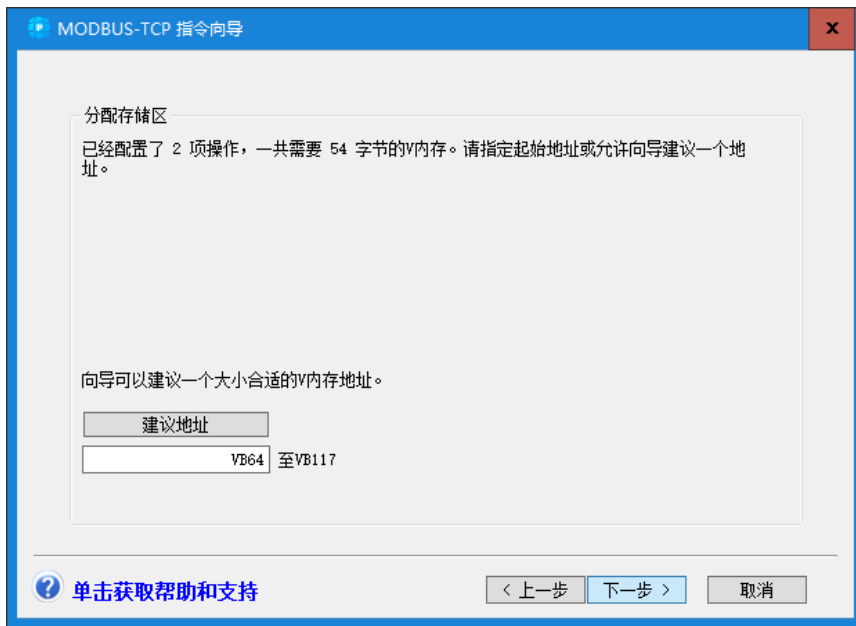 MODBUS-TCP 指令向导
x
分配存储区
已经配置了 2 项操作，一共需要 54 字节的V内存。请指定起始地址或允许向导建议一个地
址。
向导可以建议一个大小合适的V内存地址。
建议地址
VB64 至VB117
? 单击获取帮助和支持
< 上一步 下一步 > 取消